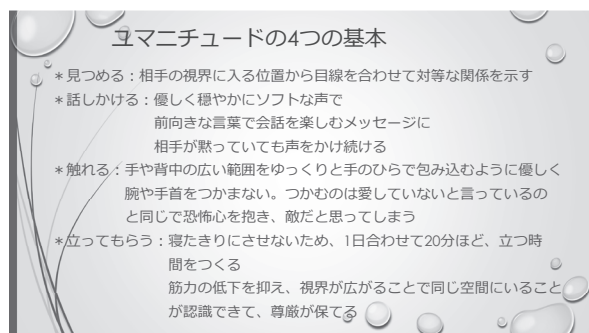 ユマニチュードの4つの基本
＊見つめる：相手の視界に入る位置から目線を合わせて対等な関係を示す
＊話しかける：優しく穏やかにソフトな声で
前向きな言葉で会話を楽しむメッセージに
相手が黙っていても声をかけ続ける
＊触れる：手や背中の広い範囲をゆっくりと手のひらで包み込むように優しく
腕や手首をつかまない。つかむのは愛していないと言っているの
と同じで恐怖心を抱き、敵だと思ってしまう
＊立ってもらう：寝たきりにさせないため、1日合わせて20分ほど、立つ時
間をつくる
筋力の低下を抑え、視界が広がることで同じ空間にいること
が認識できて、尊厳が保てる